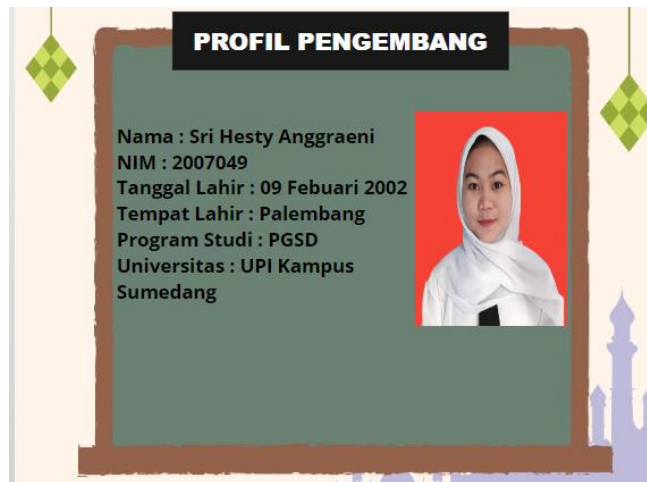 PROFIL PENGEMBANG
Nama : Sri Hesty Anggraeni
NIM : 2007049
Tanggal Lahir : 09 Febuari 2002
Tempat Lahir : Palembang
Program Studi : PGSD
Universitas : UPI Kampus
Sumedang